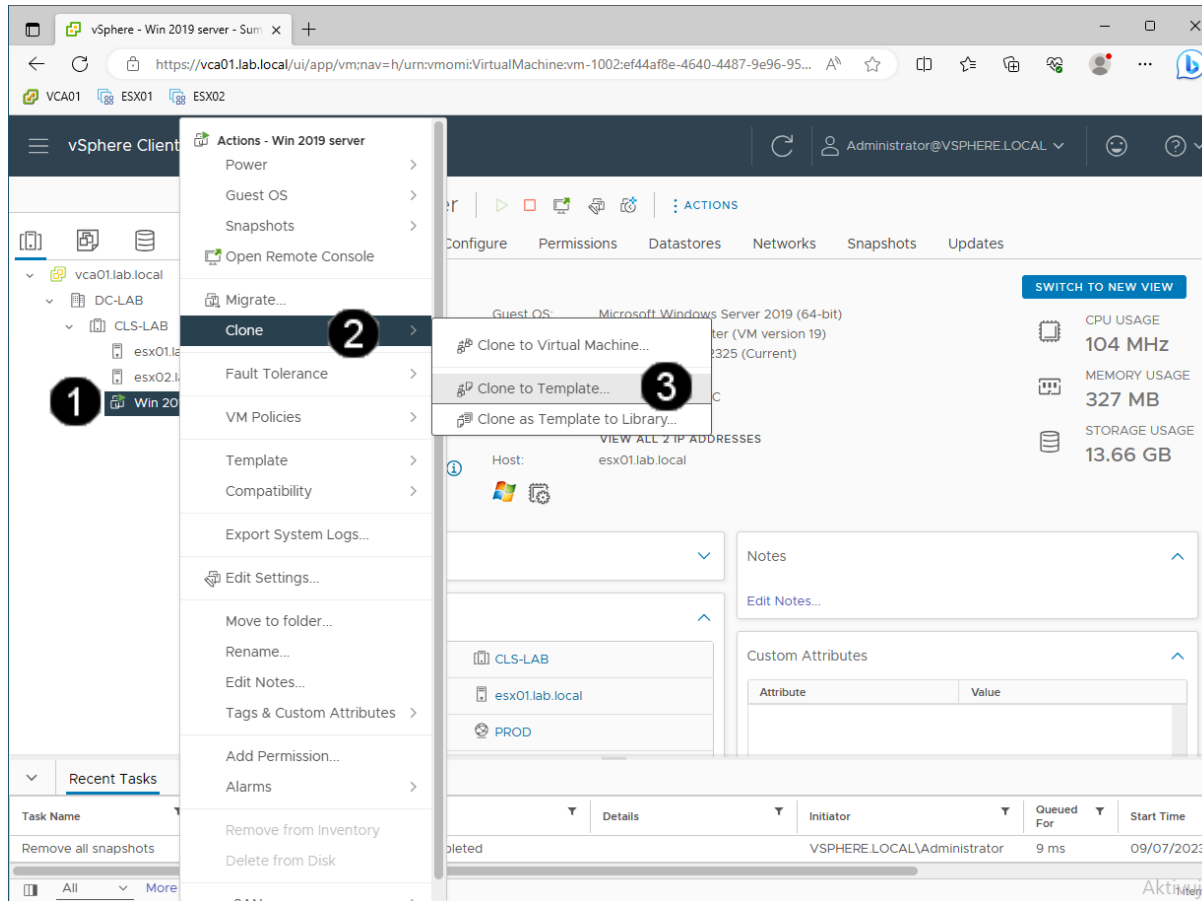 vSphere - Win 2019 server - Sum
https://vca01.lab.local/ui/app/vm;nav=h/urn:vmomi:VirtualMachine:vm-1002:ef44af8e-4640-4487-9e96-95...
VCA01 ESX01 ESX02
vSphere Client
Administrator@VSPHERE.LOCAL
Actions - Win 2019 server
Power
Guest OS
Snapshots
Open Remote Console
Migrate...
Clone
2
Fault Tolerance
VM Policies
Template
Compatibility
Export System Logs...
Edit Settings...
Move to folder...
Rename...
Edit Notes...
Tags & Custom Attributes
Add Permission...
Alarms
Remove from Inventory
Delete from Disk
Clone to Virtual Machine...
Clone to Template...
3
Clone as Template to Library...
vca01.lab.local
DC-LAB
CLS-LAB
esx01.la
esx02.l
1
Win 20
ACTIONS
Configure Permissions Datastores Networks Snapshots Updates
SWITCH TO NEW VIEW
Guest OS: Microsoft Windows Server 2019 (64-bit)
ter (VM version 19)
2325 (Current)
C
VIEW ALL 2 IP ADDRESSES
Host: esx01.lab.local
CPU USAGE
104 MHz
MEMORY USAGE
327 MB
STORAGE USAGE
13.66 GB
Notes
Edit Notes...
CLS-LAB
esx01.lab.local
PROD
Custom Attributes
Attribute Value
Recent Tasks
Task Name Details Initiator Queued For Start Time
Remove all snapshots pleted VSPHERE.LOCAL\Administrator 9 ms 09/07/2023
All More